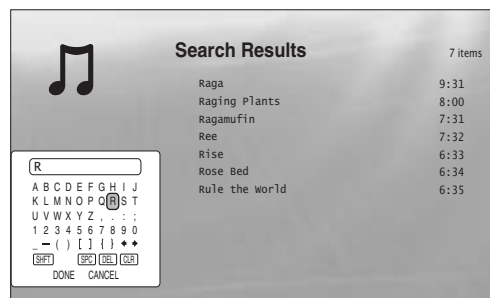 Search Results 7 items
Raga 9:31
Raging Plants 8:00
Ragamufin 7:31
Ree 7:32
Rise 6:33
Rose Bed 6:34
Rule the World 6:35
R
A B C D E F G H I J
K L M N O P Q R S T
U V W X Y Z , . : ;
1 2 3 4 5 6 7 8 9 0
_ – ( ) [ ] { }
SHFT SPC DEL CLR
DONE CANCEL